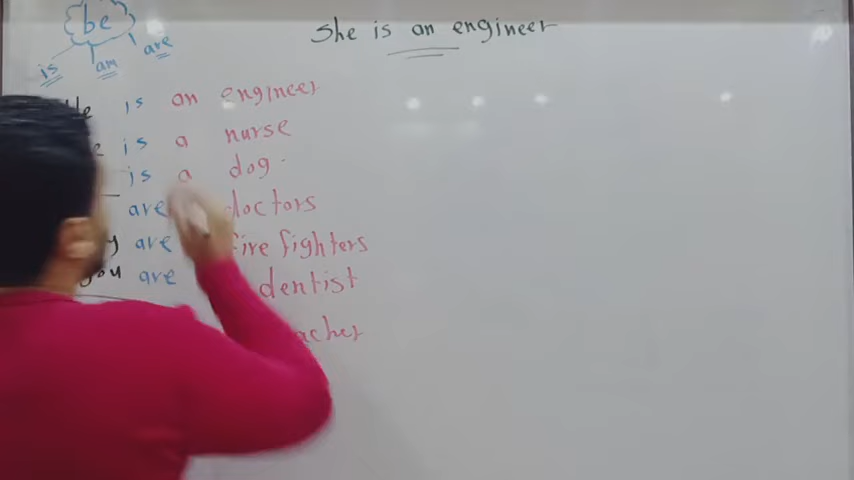 be
She is an engineer
is am are
is an engineer
is a nurse
is a dog.
are doctors
are fire fighters
you are dentist